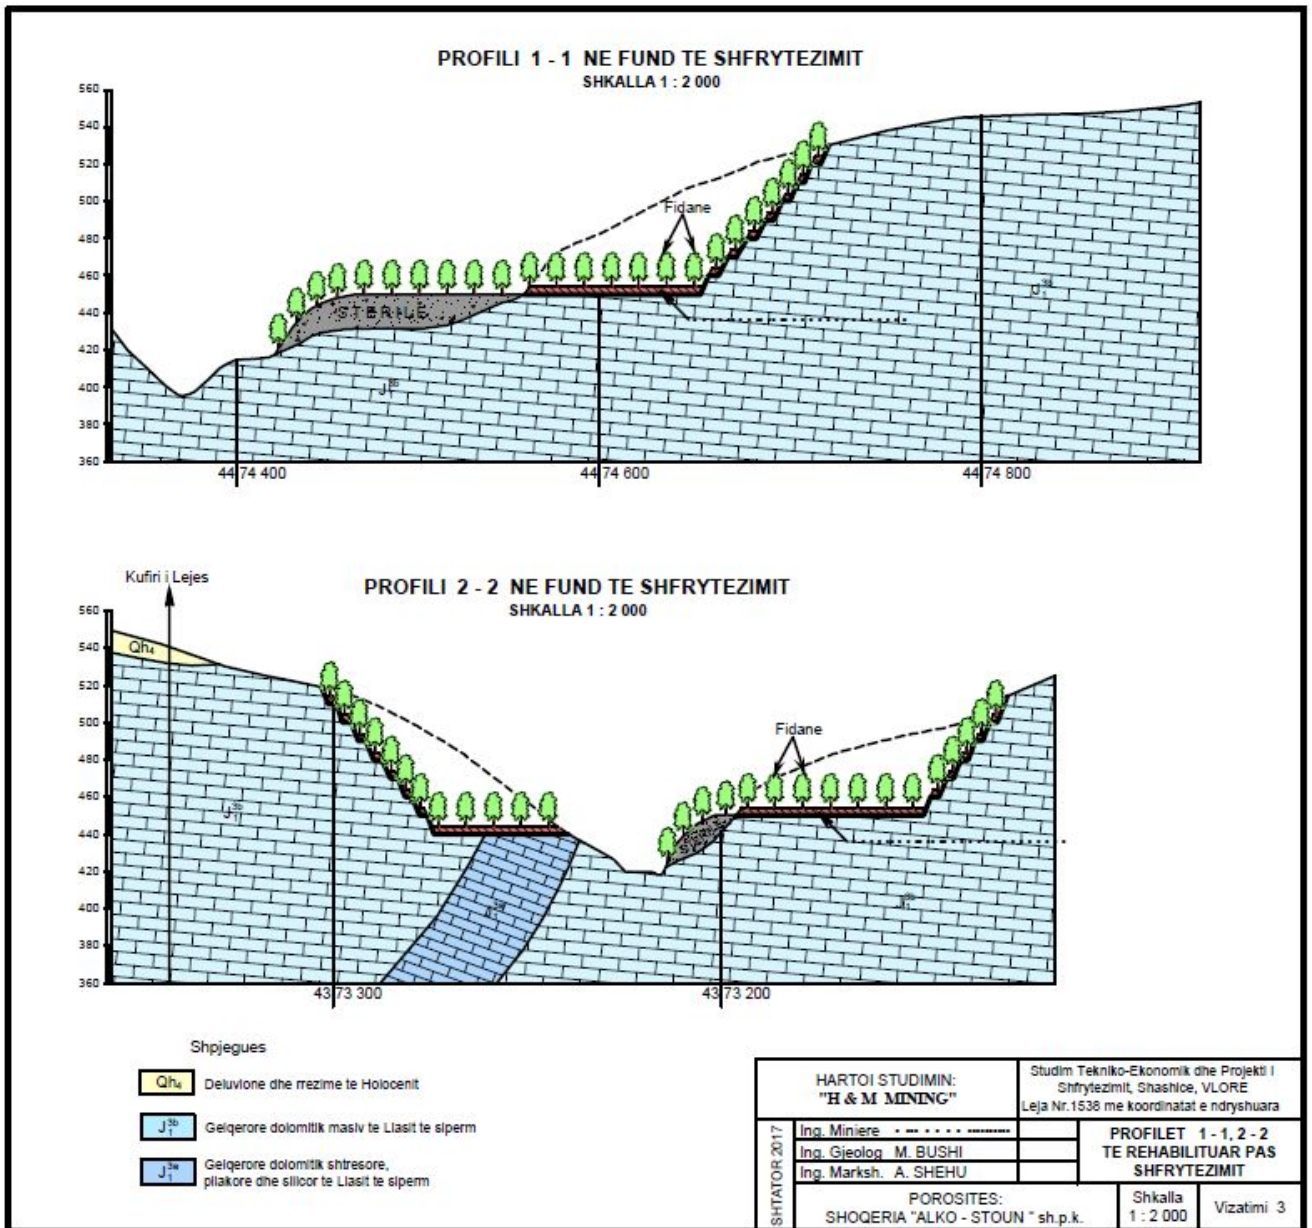 PROFILI 1 - 1 NE FUND TE SHFRYTEZIMIT
SHKALLA 1 : 2 000
560
540
520
500
480
460
440
420
400
380
360
Fidane
STERILE
J₁³ᵇ
J₁³ᵇ
44 74 400
44 74 600
44 74 800
Kufiri i Lejes
PROFILI 2 - 2 NE FUND TE SHFRYTEZIMIT
SHKALLA 1 : 2 000
560
540
520
500
480
460
440
420
400
380
360
Qh₄
Fidane
J₁³ᵇ
J₁³ᵃ
J₁³ᵇ
43 73 300
43 73 200
Shpjegues
Qh₄ Deluvione dhe rrezime te Holocenit
J₁³ᵇ Gelqerore dolomitik masiv te Liasit te siperm
J₁³ᵃ Gelqerore dolomitik shtresore,
pllakore dhe silicor te Liasit te siperm
HARTOI STUDIMIN:
"H & M MINING"
Studim Tekniko-Ekonomik dhe Projekti i
Shfrytezimit, Shashice, VLORE
Leja Nr.1538 me koordinatat e ndryshuara
SHTATOR 2017
Ing. Miniere
Ing. Gjeolog M. BUSHI
Ing. Marksh. A. SHEHU
PROFILET 1 - 1, 2 - 2
TE REHABILITUAR PAS
SHFRYTEZIMIT
POROSITES:
SHOQERIA "ALKO - STOUN " sh.p.k.
Shkalla
1 : 2 000
Vizatimi 3